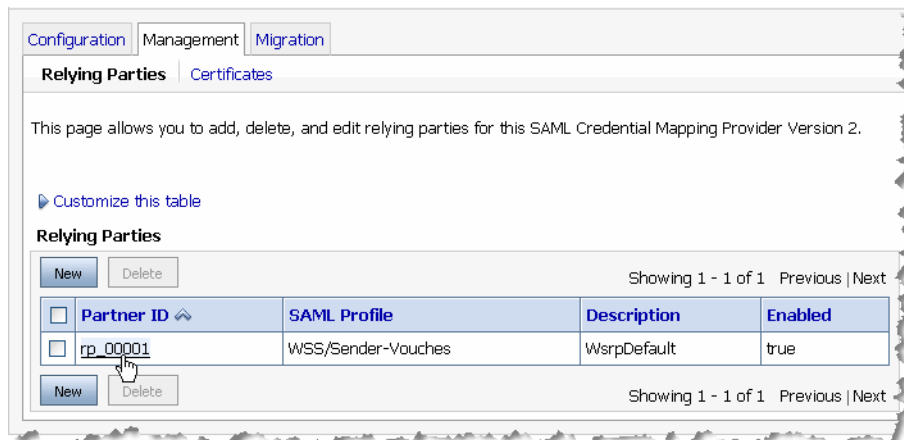 Configuration Management Migration
Relying Parties Certificates
This page allows you to add, delete, and edit relying parties for this SAML Credential Mapping Provider Version 2.
Customize this table
Relying Parties
New Delete Showing 1 - 1 of 1 Previous | Next
Partner ID SAML Profile Description Enabled
rp_00001 WSS/Sender-Vouches WsrpDefault true
New Delete Showing 1 - 1 of 1 Previous | Next